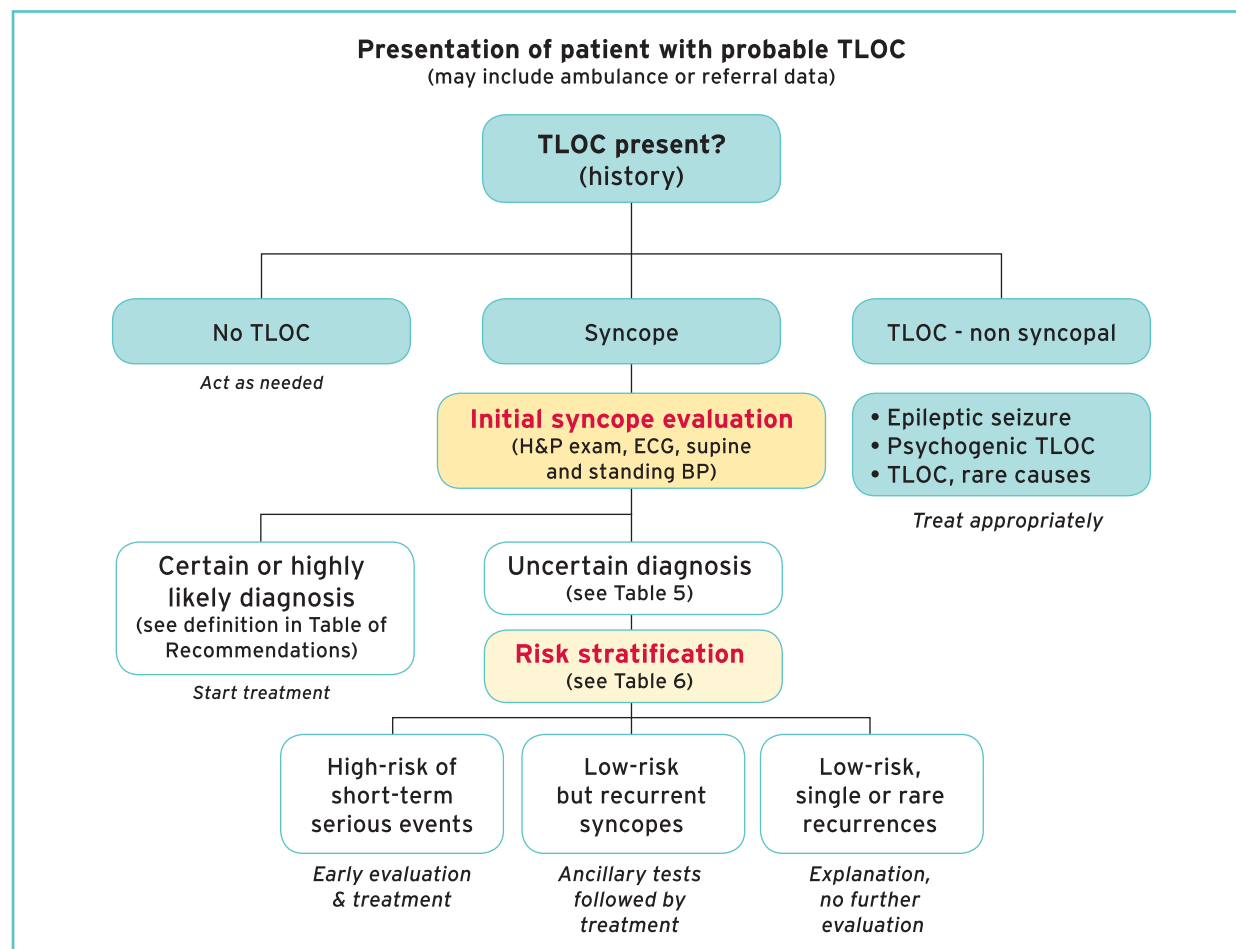 Presentation of patient with probable TLOC
(may include ambulance or referral data)
TLOC present?
(history)
No TLOC
Act as needed
Syncope
TLOC - non syncopal
Initial syncope evaluation
(H&P exam, ECG, supine
and standing BP)
• Epileptic seizure
• Psychogenic TLOC
• TLOC, rare causes
Treat appropriately
Certain or highly
likely diagnosis
(see definition in Table of
Recommendations)
Start treatment
Uncertain diagnosis
(see Table 5)
Risk stratification
(see Table 6)
High-risk of
short-term
serious events
Early evaluation
& treatment
Low-risk
but recurrent
syncopes
Ancillary tests
followed by
treatment
Low-risk,
single or rare
recurrences
Explanation,
no further
evaluation